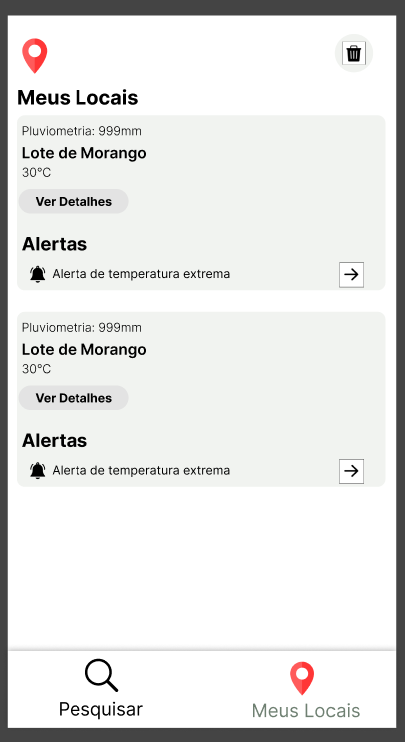 Meus Locais
Pluviometria: 999mm
Lote de Morango
30°C
Ver Detalhes
Alertas
Alerta de temperatura extrema
Pluviometria: 999mm
Lote de Morango
30°C
Ver Detalhes
Alertas
Alerta de temperatura extrema
Pesquisar
Meus Locais